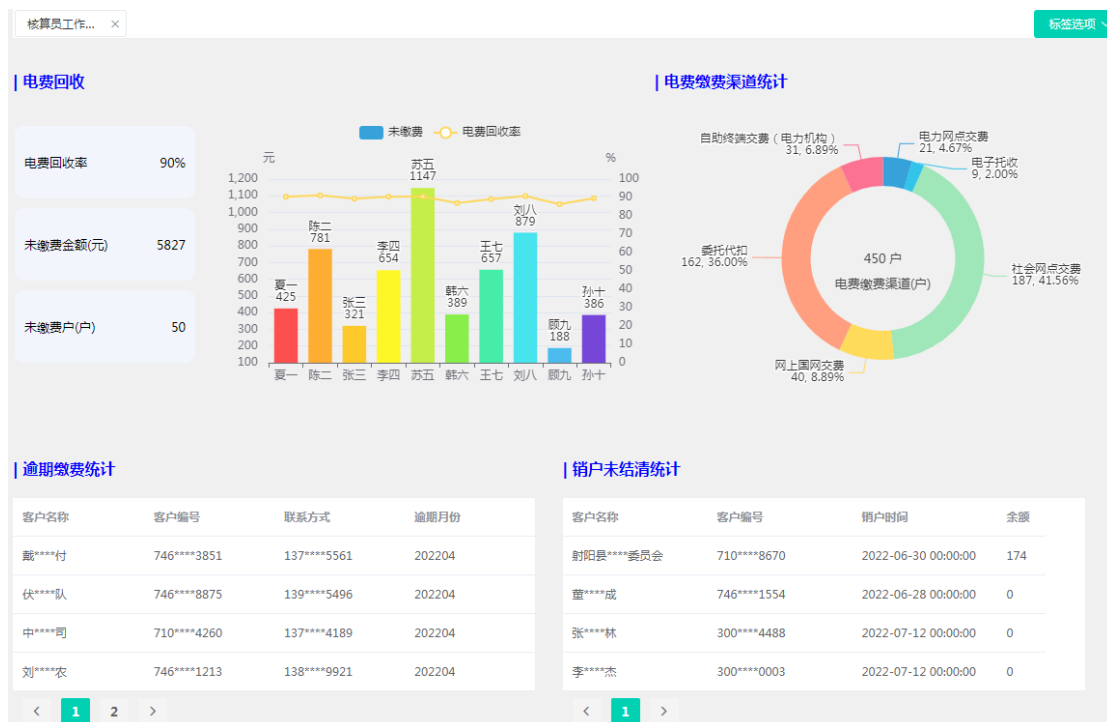 核算员工作... ×
标签选项
电费回收
电费回收率 90%
未缴费金额(元) 5827
未缴费户(户) 50
未缴费 电费回收率
元 %
1,200
1,100
1,000
900
800
700
600
500
400
300
200
100
夏一
425
陈二
781
张三
321
李四
654
苏五
1147
韩六
389
王七
657
刘八
879
顾九
188
孙十
386
100
90
80
70
60
50
40
30
20
10
0
夏一 陈二 张三 李四 苏五 韩六 王七 刘八 顾九 孙十
电费缴费渠道统计
自助终端交费（电力机构）
31, 6.89%
电力网点交费
21, 4.67%
电子托收
9, 2.00%
委托代扣
162, 36.00%
450 户
电费缴费渠道(户)
社会网点交费
187, 41.56%
网上国网交费
40, 8.89%
逾期缴费统计
客户名称 客户编号 联系方式 逾期月份
戴****付 746****3851 137****5561 202204
伏****队 746****8875 139****5496 202204
中****司 710****4260 137****4189 202204
刘****农 746****1213 138****9921 202204
< 1 2 >
销户未结清统计
客户名称 客户编号 销户时间 余额
射阳县****委员会 710****8670 2022-06-30 00:00:00 174
董****成 746****1554 2022-06-28 00:00:00 0
张****林 300****4488 2022-07-12 00:00:00 0
李****杰 300****0003 2022-07-12 00:00:00 0
< 1 >